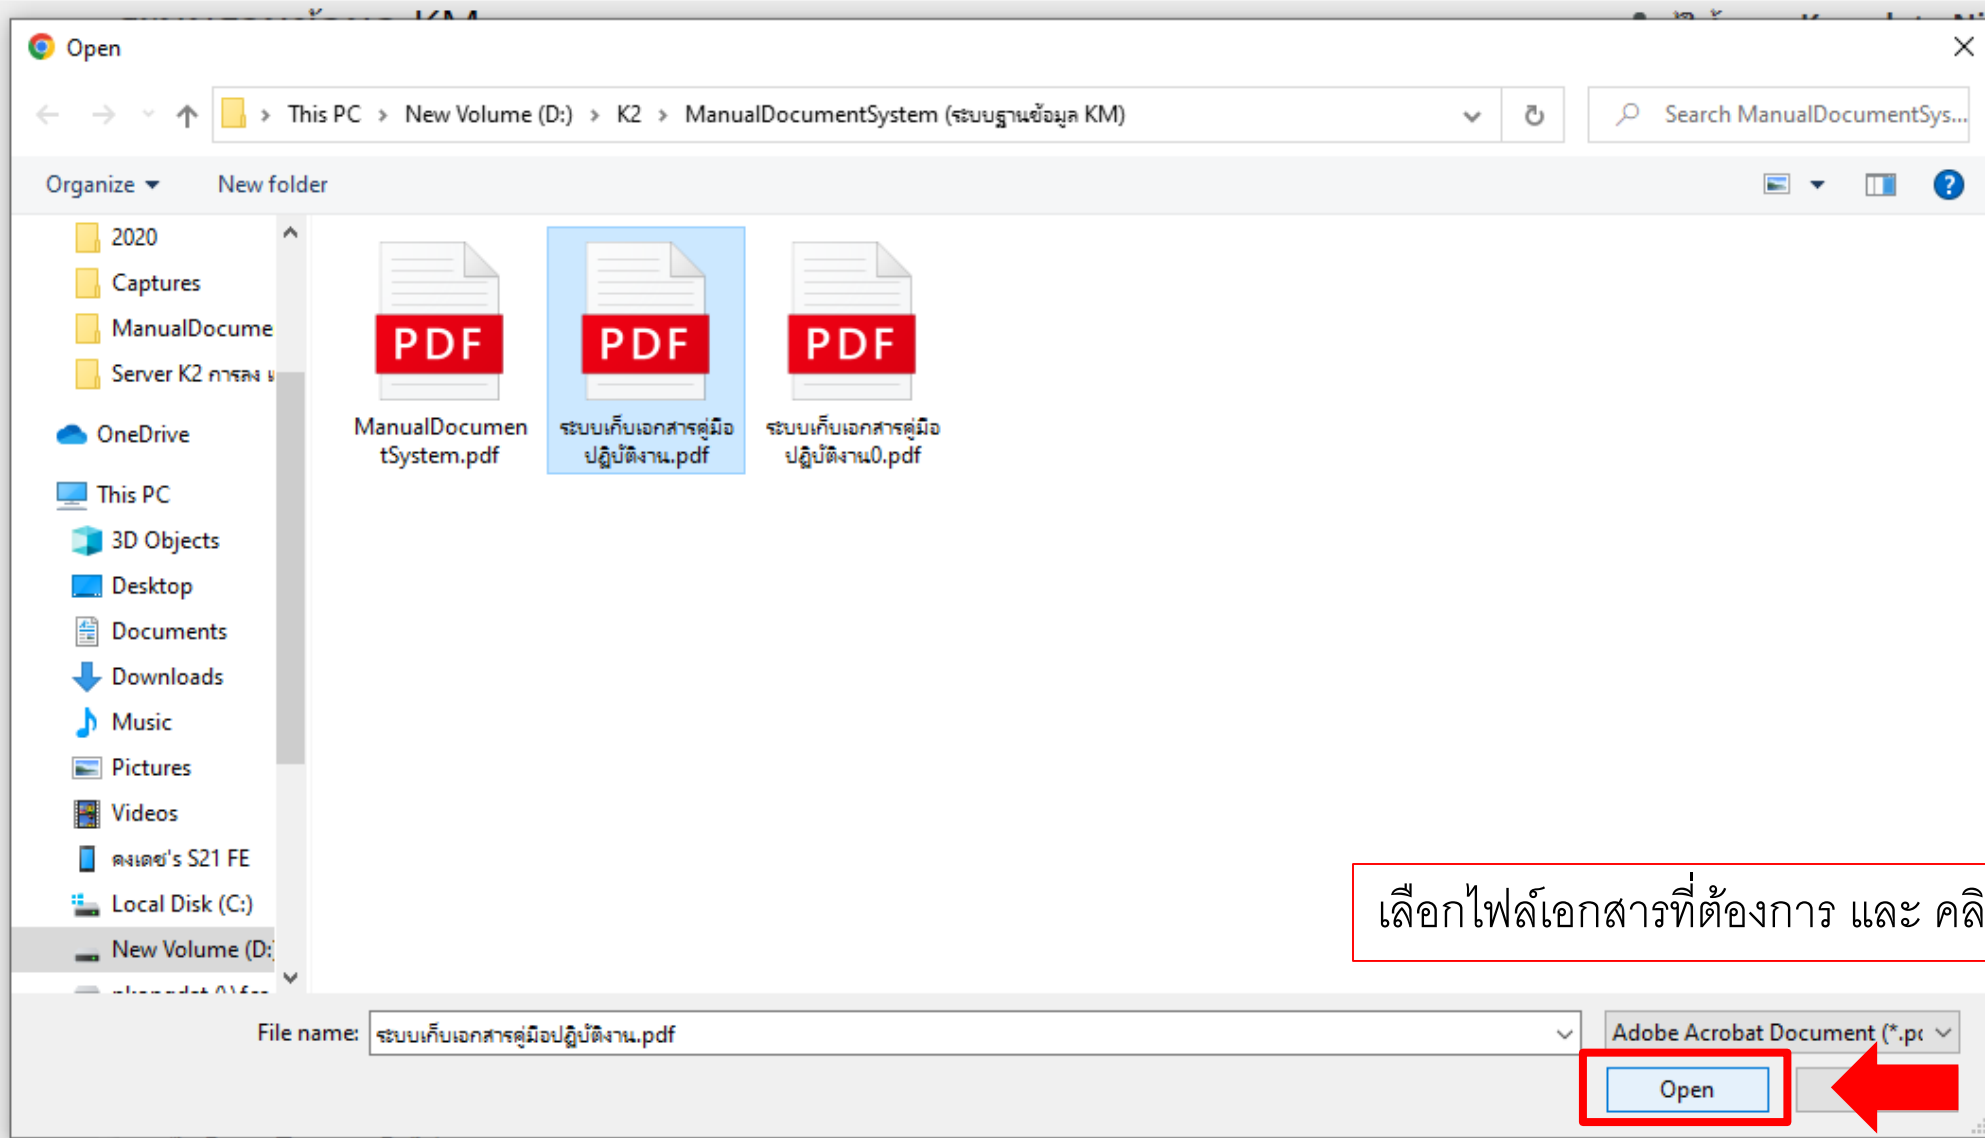 Open
This PC > New Volume (D:) > K2 > ManualDocumentSystem (ระบบฐานข้อมูล KM)
Search ManualDocumentSys...
Organize
New folder
2020
Captures
ManualDocume
Server K2 การลง
OneDrive
This PC
3D Objects
Desktop
Documents
Downloads
Music
Pictures
Videos
คงเดช's S21 FE
Local Disk (C:)
New Volume (D:)
PDF
ManualDocumen
tSystem.pdf
PDF
ระบบเก็บเอกสารคู่มือ
ปฏิบัติงาน.pdf
PDF
ระบบเก็บเอกสารคู่มือ
ปฏิบัติงาน0.pdf
เลือกไฟล์เอกสารที่ต้องการ และ คลิ
File name: ระบบเก็บเอกสารคู่มือปฏิบัติงาน.pdf
Adobe Acrobat Document (*.pd
Open